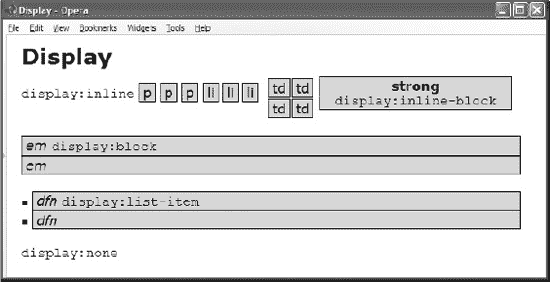 Display - Opera
File Edit View Bookmarks Widgets Tools Help
Display
display:inline p p p li li li td td strong
td td display:inline-block
em display:block
em
dfn display:list-item
dfn
display:none